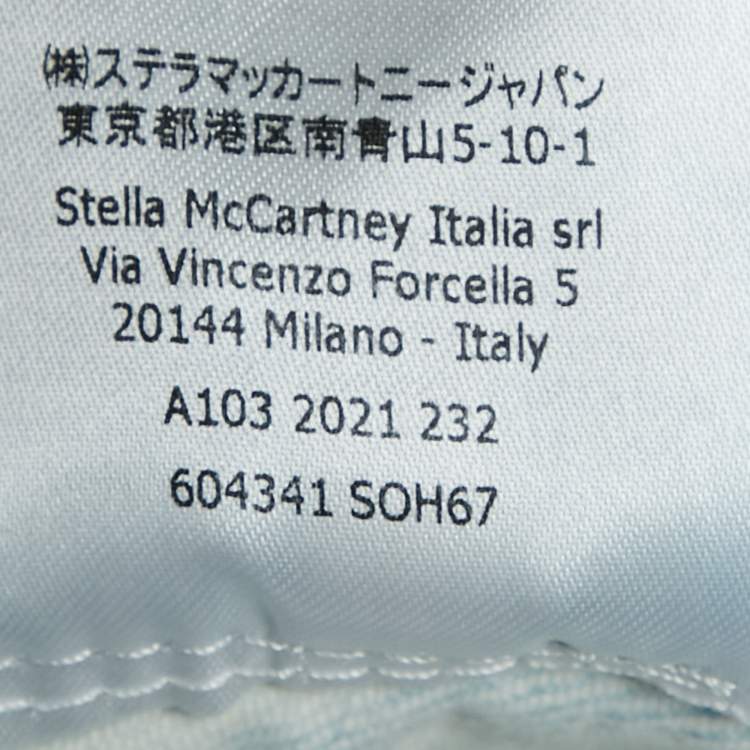 ㈱ステラマッカートニージャパン
東京都港区南青山5-10-1
Stella McCartney Italia srl
Via Vincenzo Forcella 5
20144 Milano - Italy
A103 2021 232
604341 SOH67